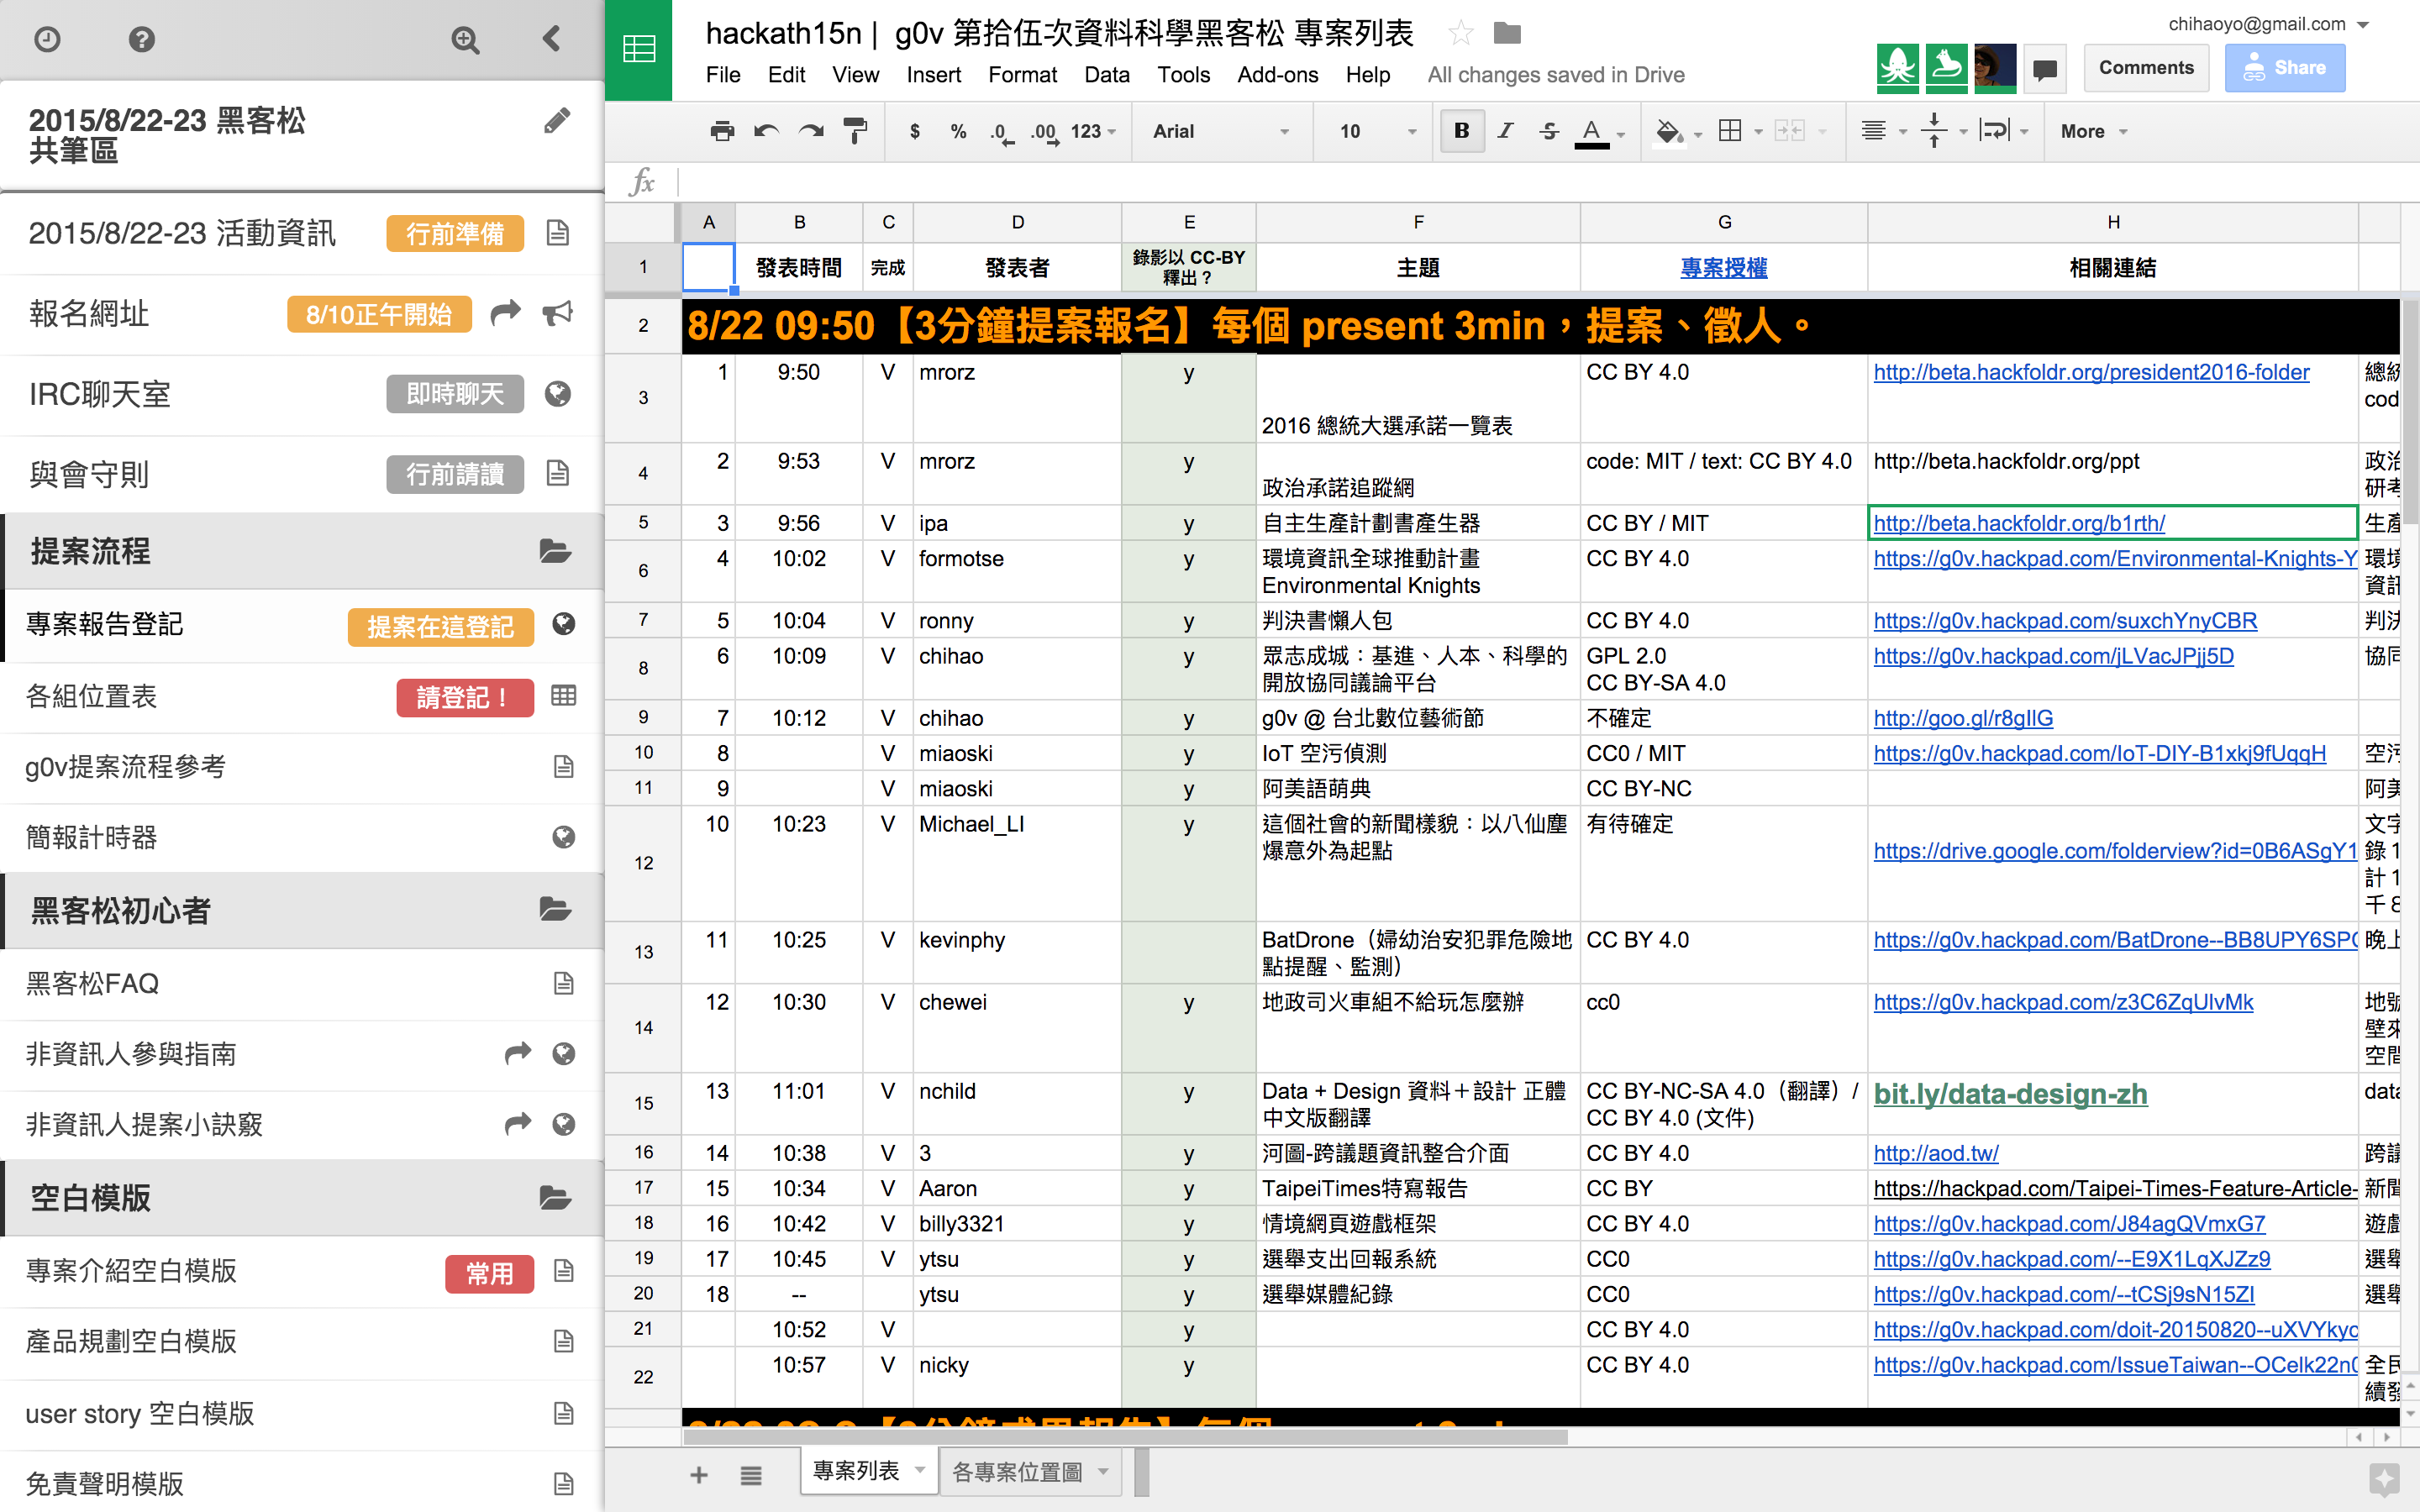 2015/8/22-23 黑客松
共筆區
2015/8/22-23 活動資訊 行前準備
報名網址 8/10正午開始
IRC聊天室 即時聊天
與會守則 行前請讀
提案流程
專案報告登記 提案在這登記
各組位置表 請登記！
g0v提案流程參考
簡報計時器
黑客松初心者
黑客松FAQ
非資訊人參與指南
非資訊人提案小訣竅
空白模版
專案介紹空白模版 常用
產品規劃空白模版
user story 空白模版
免責聲明模版
hackath15n | g0v 第拾伍次資料科學黑客松 專案列表
chihaoyo@gmail.com
File Edit View Insert Format Data Tools Add-ons Help All changes saved in Drive
Comments Share
$ % .0 .00 123 Arial 10 B I S A More
fx
A B C D E F G H
1 發表時間 完成 發表者 錄影以 CC-BY 釋出？ 主題 專案授權 相關連結
2 8/22 09:50【3分鐘提案報名】每個 present 3min，提案、徵人。
3 1 9:50 V mrorz y 2016 總統大選承諾一覽表 CC BY 4.0 http://beta.hackfoldr.org/president2016-folder 總統
cod
4 2 9:53 V mrorz y 政治承諾追蹤網 code: MIT / text: CC BY 4.0 http://beta.hackfoldr.org/ppt 政治
研考
5 3 9:56 V ipa y 自主生產計劃書產生器 CC BY / MIT http://beta.hackfoldr.org/b1rth/ 生產
6 4 10:02 V formotse y 環境資訊全球推動計畫 CC BY 4.0 https://g0v.hackpad.com/Environmental-Knights-Y 環境
Environmental Knights 資訊
7 5 10:04 V ronny y 判決書懶人包 CC BY 4.0 https://g0v.hackpad.com/suxchYnyCBR 判決
8 6 10:09 V chihao y 眾志成城：基進、人本、科學的 GPL 2.0 https://g0v.hackpad.com/jLVacJPjj5D 協同
開放協同議論平台 CC BY-SA 4.0
9 7 10:12 V chihao y g0v @ 台北數位藝術節 不確定 http://goo.gl/r8gIlG
10 8 V miaoski y IoT 空污偵測 CC0 / MIT https://g0v.hackpad.com/IoT-DIY-B1xkj9fUqqH 空污
11 9 V miaoski y 阿美語萌典 CC BY-NC 阿美
12 10 10:23 V Michael_LI y 這個社會的新聞樣貌：以八仙塵 有待確定 https://drive.google.com/folderview?id=0B6ASgY1 文字
爆意外為起點 錄 1
計 1
千 8
13 11 10:25 V kevinphy BatDrone（婦幼治安犯罪危險地 CC BY 4.0 https://g0v.hackpad.com/BatDrone--BB8UPY6SP 晚上
點提醒、監測）
14 12 10:30 V chewei y 地政司火車組不給玩怎麼辦 cc0 https://g0v.hackpad.com/z3C6ZqUlvMk 地號
壁來
空間
15 13 11:01 V nchild y Data + Design 資料＋設計 正體 CC BY-NC-SA 4.0（翻譯）/ bit.ly/data-design-zh data
中文版翻譯 CC BY 4.0 (文件)
16 14 10:38 V 3 y 河圖-跨議題資訊整合介面 CC BY 4.0 http://aod.tw/ 跨議
17 15 10:34 V Aaron y TaipeiTimes特寫報告 CC BY https://hackpad.com/Taipei-Times-Feature-Article- 新聞
18 16 10:42 V billy3321 y 情境網頁遊戲框架 CC BY 4.0 https://g0v.hackpad.com/J84agQVmxG7 遊戲
19 17 10:45 V ytsu y 選舉支出回報系統 CC0 https://g0v.hackpad.com/--E9X1LqXJZz9 選舉
20 18 -- ytsu y 選舉媒體紀錄 CC0 https://g0v.hackpad.com/--tCSj9sN15ZI 選舉
21 10:52 V y CC BY 4.0 https://g0v.hackpad.com/doit-20150820--uXVYkyc
22 10:57 V nicky y CC BY 4.0 https://g0v.hackpad.com/IssueTaiwan--OCelk22n0 全民
續發
專案列表 各專案位置圖